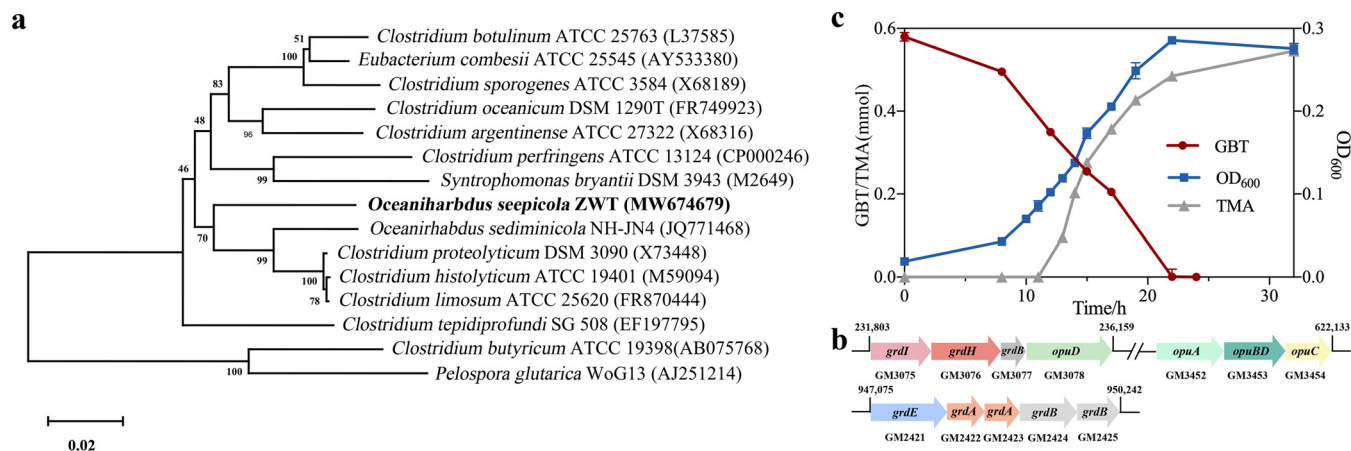 a
Clostridium botulinum ATCC 25763 (L37585)
Eubacterium combesii ATCC 25545 (AY533380)
Clostridium sporogenes ATCC 3584 (X68189)
Clostridium oceanicum DSM 1290T (FR749923)
Clostridium argentinense ATCC 27322 (X68316)
Clostridium perfringens ATCC 13124 (CP000246)
Syntrophomonas bryantii DSM 3943 (M2649)
Oceaniharbdus seepicola ZWT (MW674679)
Oceanirhabdus sediminicola NH-JN4 (JQ771468)
Clostridium proteolyticum DSM 3090 (X73448)
Clostridium histolyticum ATCC 19401 (M59094)
Clostridium limosum ATCC 25620 (FR870444)
Clostridium tepidiprofundi SG 508 (EF197795)
Clostridium butyricum ATCC 19398(AB075768)
Pelospora glutarica WoG13 (AJ251214)
51
100
83
96
48
99
46
70
99
100
78
100
0.02
c
GBT/TMA(mmol)
0.6
0.4
0.2
0.0
0 10 20 30
Time/h
0.3
0.2
0.1
0.0
OD600
GBT
OD600
TMA
b
231,803 236,159 622,133
grdI grdH grdB opuD // opuA opuBD opuC
GM3075 GM3076 GM3077 GM3078 GM3452 GM3453 GM3454
947,075 950,242
grdE grdA grdA grdB grdB
GM2421 GM2422 GM2423 GM2424 GM2425